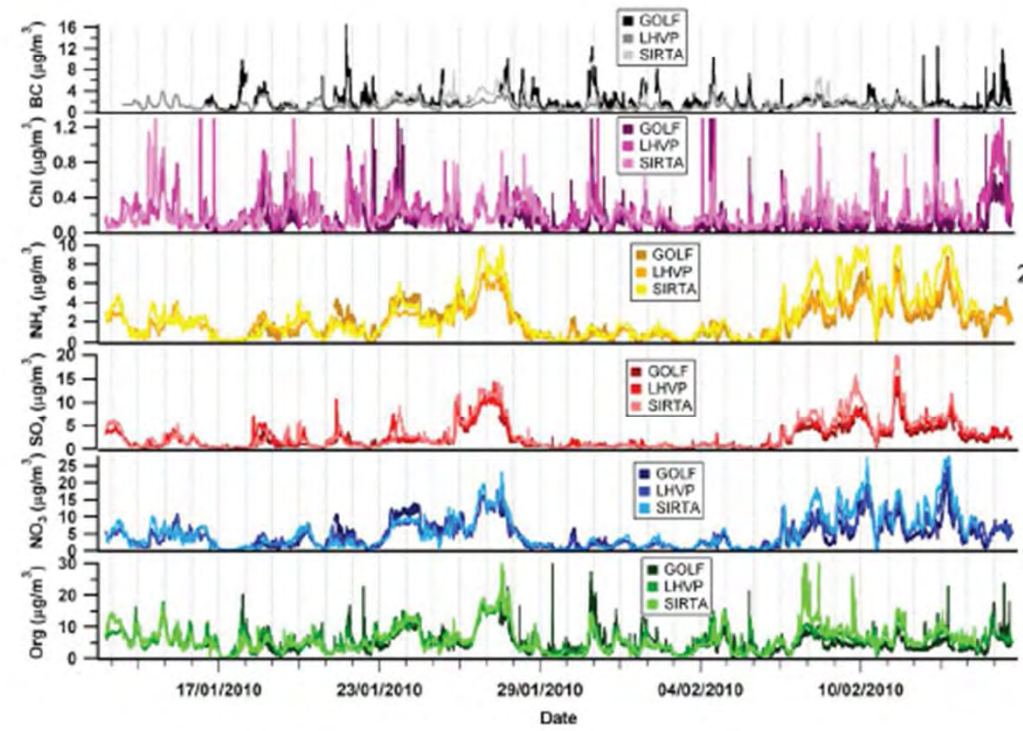 BC (µg/m³)
16
12
8
4
0
GOLF
LHVP
SIRTA
Chl (µg/m³)
1.2
0.8
0.4
0.0
GOLF
LHVP
SIRTA
NH₄ (µg/m³)
10
8
6
4
2
0
GOLF
LHVP
SIRTA
2
SO₄ (µg/m³)
20
15
10
5
0
GOLF
LHVP
SIRTA
NO₃ (µg/m³)
25
20
15
10
5
0
GOLF
LHVP
SIRTA
Org (µg/m³)
30
20
10
0
GOLF
LHVP
SIRTA
17/01/2010 23/01/2010 29/01/2010 04/02/2010 10/02/2010
Date